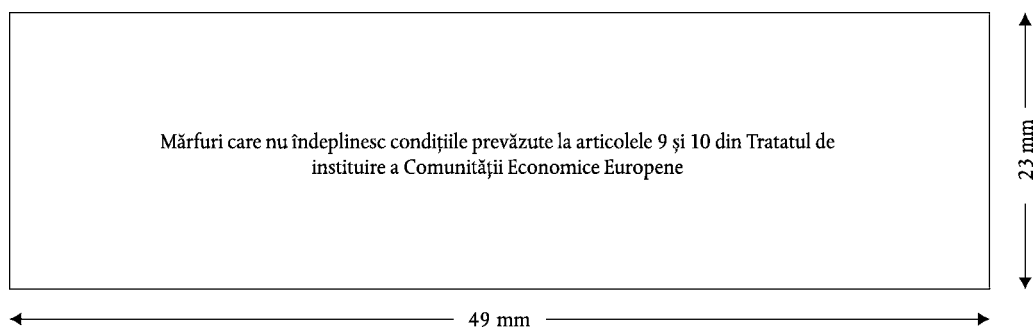 Mărfuri care nu îndeplinesc condițiile prevăzute la articolele 9 și 10 din Tratatul de
instituire a Comunității Economice Europene
23 mm
49 mm